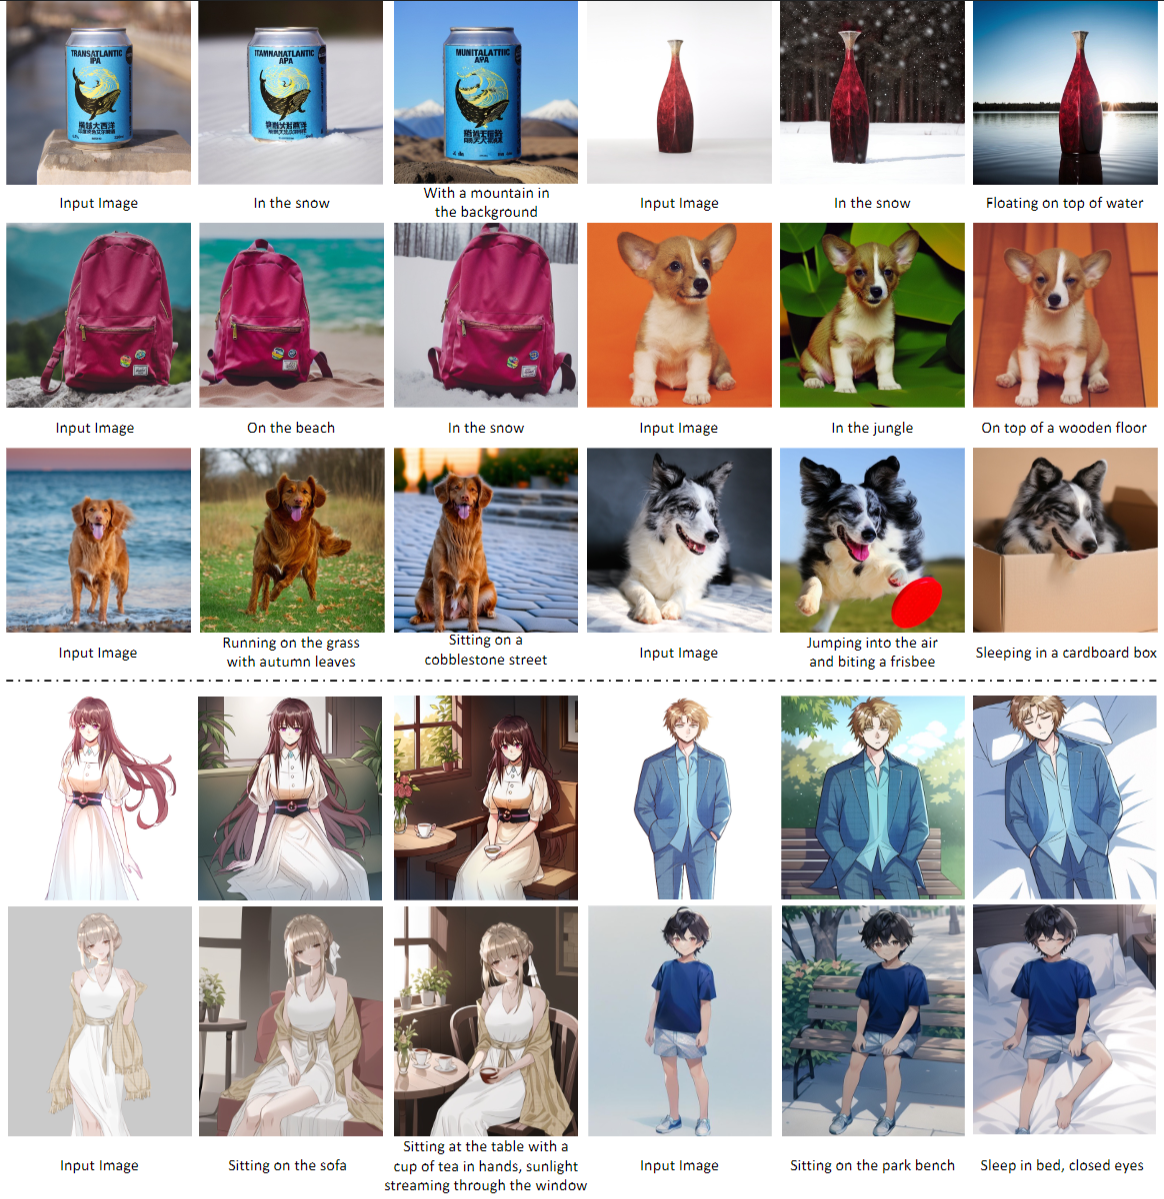 TRANSATLANTIC
IPA
横越大西洋
ITAMNAHATLANTIC
APA
MUNITALATTIIC
APA
Input Image
In the snow
With a mountain in
the background
Input Image
In the snow
Floating on top of water
Input Image
On the beach
In the snow
Input Image
In the jungle
On top of a wooden floor
Input Image
Running on the grass
with autumn leaves
Sitting on a
cobblestone street
Input Image
Jumping into the air
and biting a frisbee
Sleeping in a cardboard box
Input Image
Sitting on the sofa
Sitting at the table with a
cup of tea in hands, sunlight
streaming through the window
Input Image
Sitting on the park bench
Sleep in bed, closed eyes